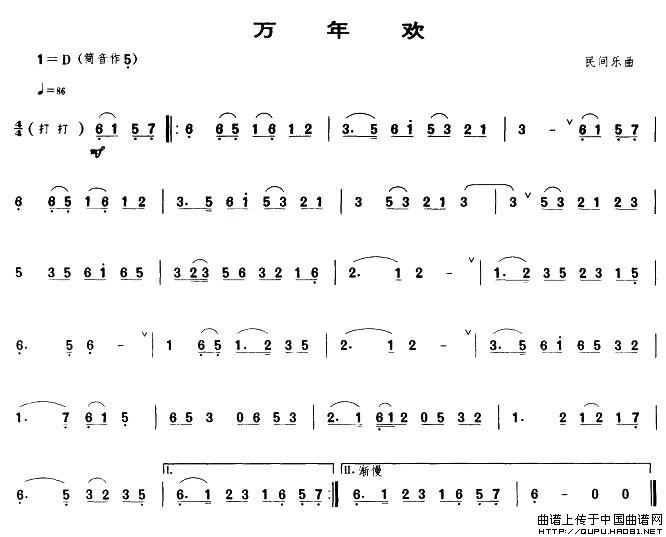 万 年 欢
1=D (筒音作5)
民间乐曲
♩=86
4/4 (打 打) 6 1 5 7 ‖: 6 6 5 1 6 1 2 | 3. 5 6 i 5 3 2 1 | 3 - ∨ 6 1 5 7 |
mf
6 6 5 1 6 1 2 | 3. 5 6 i 5 3 2 1 | 3 5 3 2 1 3 | 3 ∨ 5 3 2 1 2 3 |
5 3 5 6 i 6 5 | 3 2 3 5 6 3 2 1 6 | 2. 1 2 - ∨ | 1. 2 3 5 2 3 1 5 |
6. 5 6 - ∨ | 1 6 5 1. 2 3 5 | 2. 1 2 - ∨ | 3. 5 6 i 6 5 3 2 |
1. 7 6 1 5 | 6 5 3 0 6 5 3 | 2. 1 6 1 2 0 5 3 2 | 1. 2 1 2 1 7 |
I. II. 渐慢
6. 5 3 2 3 5 | 6. 1 2 3 1 6 5 7 :‖ 6. 1 2 3 1 6 5 7 | 6 - 0 0 ‖
曲谱上传于中国曲谱网
HTTP://QUPU.HAO81.NET